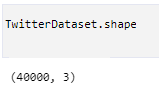 TwitterDataset.shape
(40000, 3)